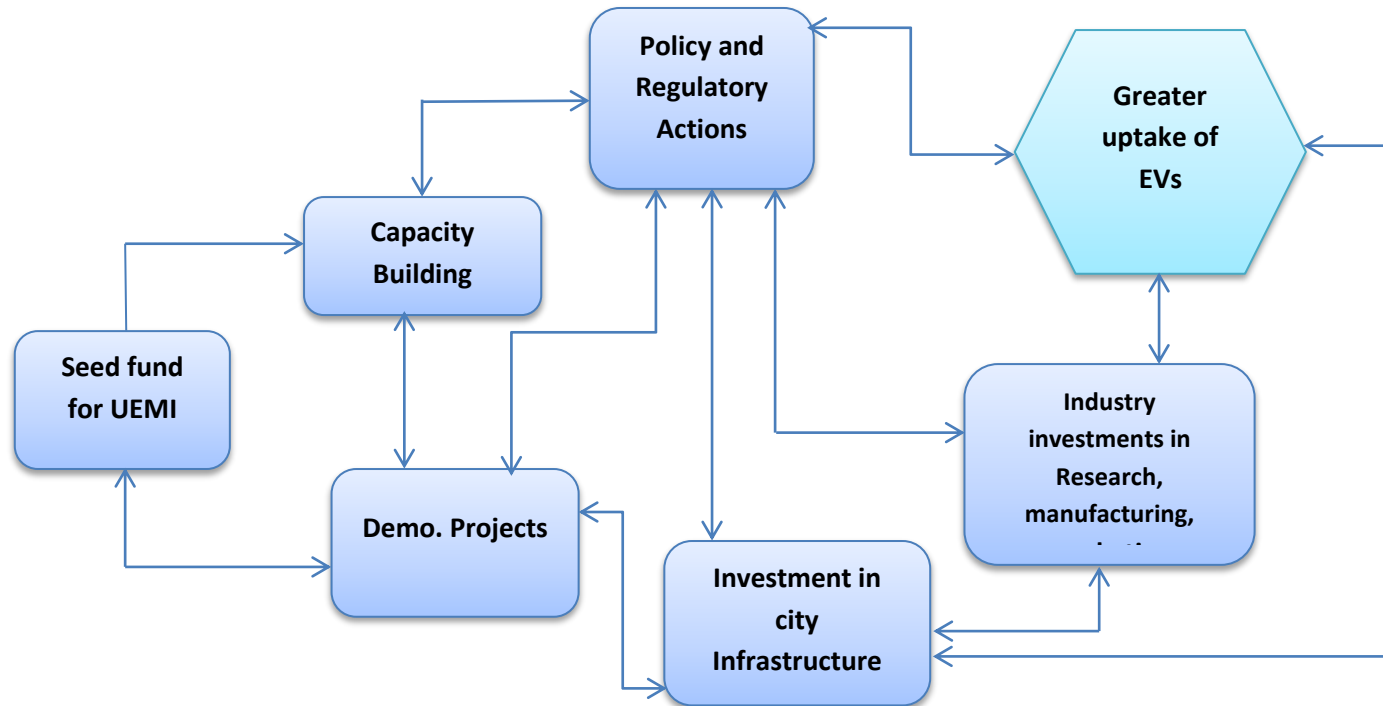 Policy and
Regulatory
Actions
Greater
uptake of
EVs
Capacity
Building
Seed fund
for UEMI
Industry
investments in
Research,
manufacturing,
Demo. Projects
Investment in
city
Infrastructure